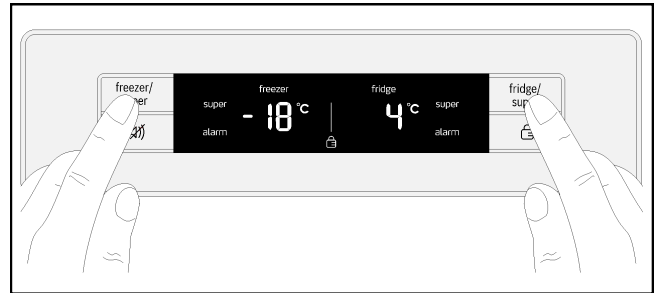 freezer/
freezer
fridge
fridge/
super
super
alarm
-18°C
4°C
alarm